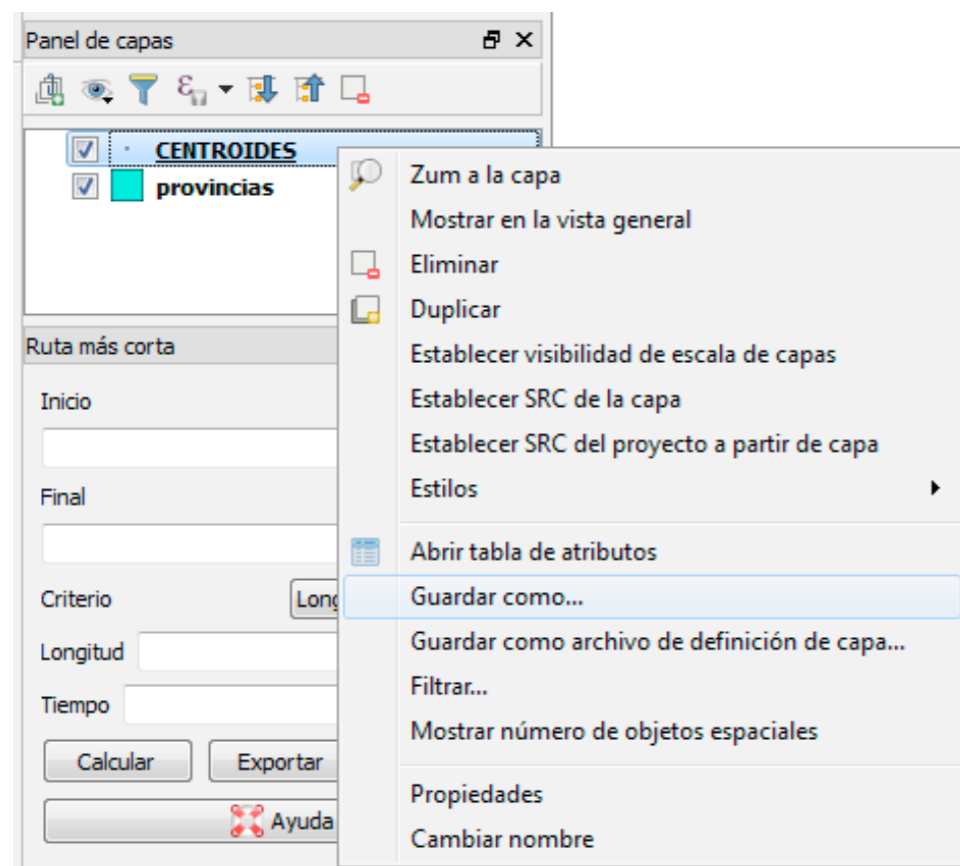 Panel de capas
CENTROIDES
provincias
Zum a la capa
Mostrar en la vista general
Eliminar
Duplicar
Establecer visibilidad de escala de capas
Establecer SRC de la capa
Establecer SRC del proyecto a partir de capa
Estilos
Abrir tabla de atributos
Guardar como...
Guardar como archivo de definición de capa...
Filtrar...
Mostrar número de objetos espaciales
Propiedades
Cambiar nombre
Ruta más corta
Inicio
Final
Criterio
Longitud
Tiempo
Calcular
Exportar
Ayuda